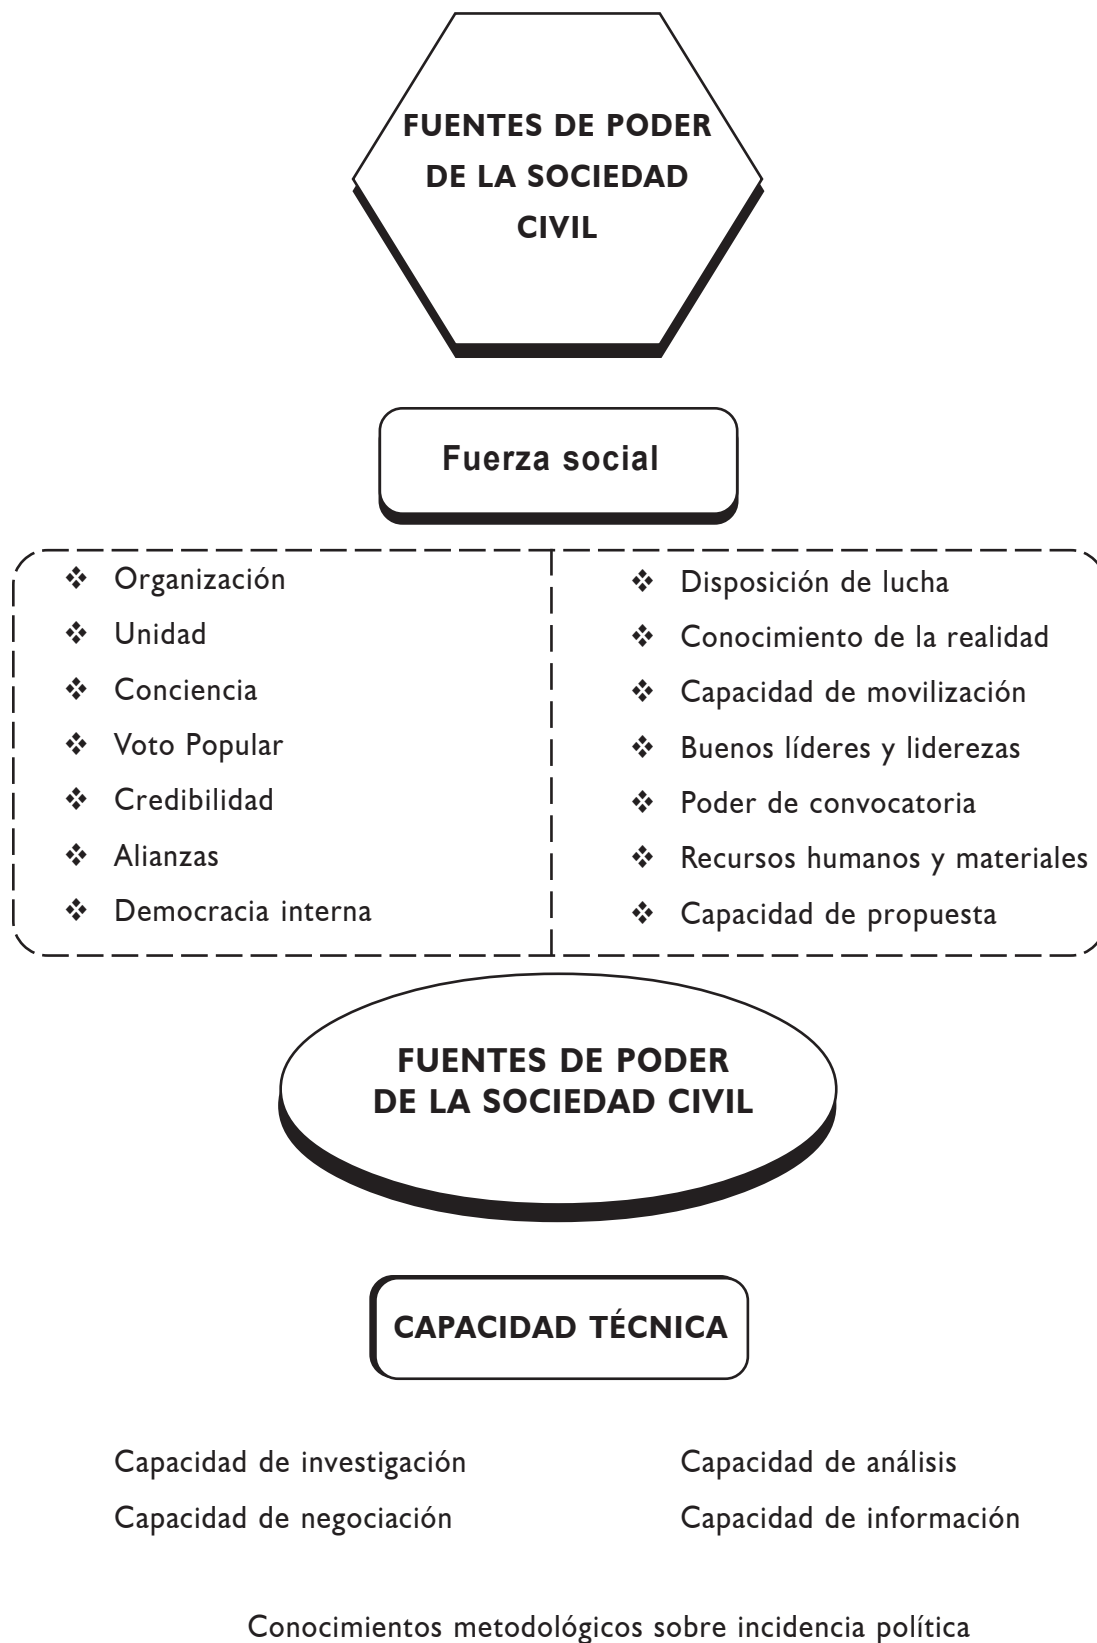 FUENTES DE PODER
DE LA SOCIEDAD
CIVIL
Fuerza social
❖ Organización
❖ Unidad
❖ Conciencia
❖ Voto Popular
❖ Credibilidad
❖ Alianzas
❖ Democracia interna
❖ Disposición de lucha
❖ Conocimiento de la realidad
❖ Capacidad de movilización
❖ Buenos líderes y liderezas
❖ Poder de convocatoria
❖ Recursos humanos y materiales
❖ Capacidad de propuesta
FUENTES DE PODER
DE LA SOCIEDAD CIVIL
CAPACIDAD TÉCNICA
Capacidad de investigación
Capacidad de negociación
Capacidad de análisis
Capacidad de información
Conocimientos metodológicos sobre incidencia política